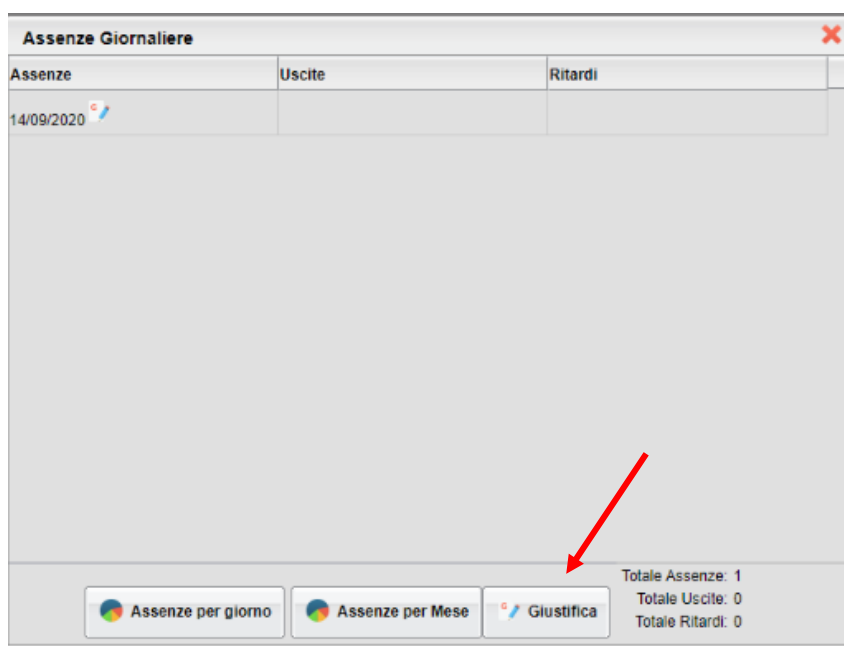 Assenze Giornaliere
Assenze Uscite Ritardi
14/09/2020 G
Assenze per giorno Assenze per Mese G Giustifica
Totale Assenze: 1
Totale Uscite: 0
Totale Ritardi: 0